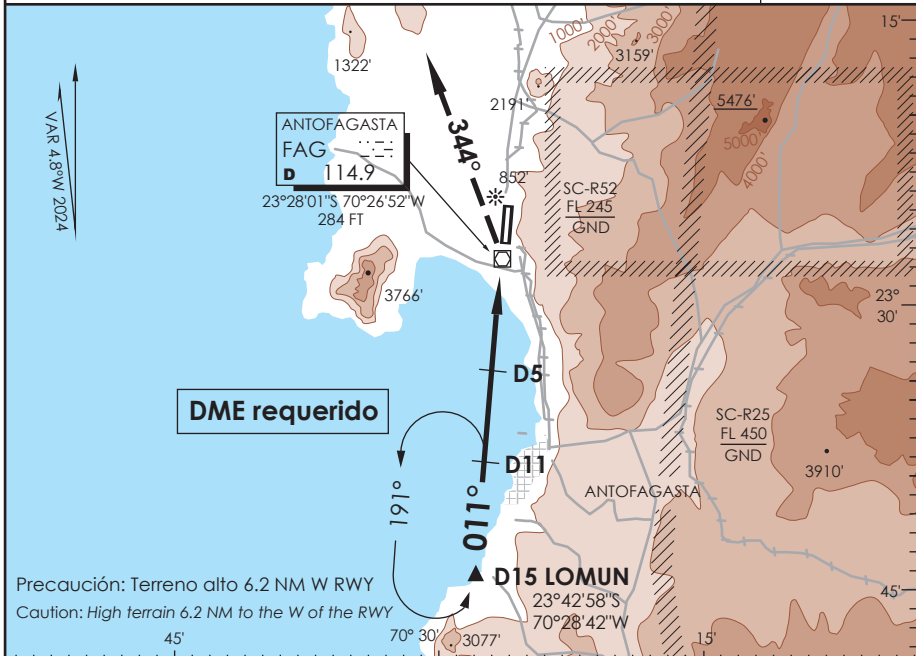 15'
1000'
2000'
3000'
3159'
1322'
2191'
5476'
5000'
4000'
VAR 4.8°W 2024
ANTOFAGASTA
FAG
D 114.9
23°28'01"S 70°26'52"W
284 FT
344°
852'
SC-R52
FL 245
GND
3766'
23°
30'
D5
DME requerido
SC-R25
FL 450
GND
D11
3910'
191°
011°
ANTOFAGASTA
D15 LOMUN
23°42'58"S
70°28'42"W
Precaución: Terreno alto 6.2 NM W RWY
Caution: High terrain 6.2 NM to the W of the RWY
45'
45'
70° 30'
3077'
15'